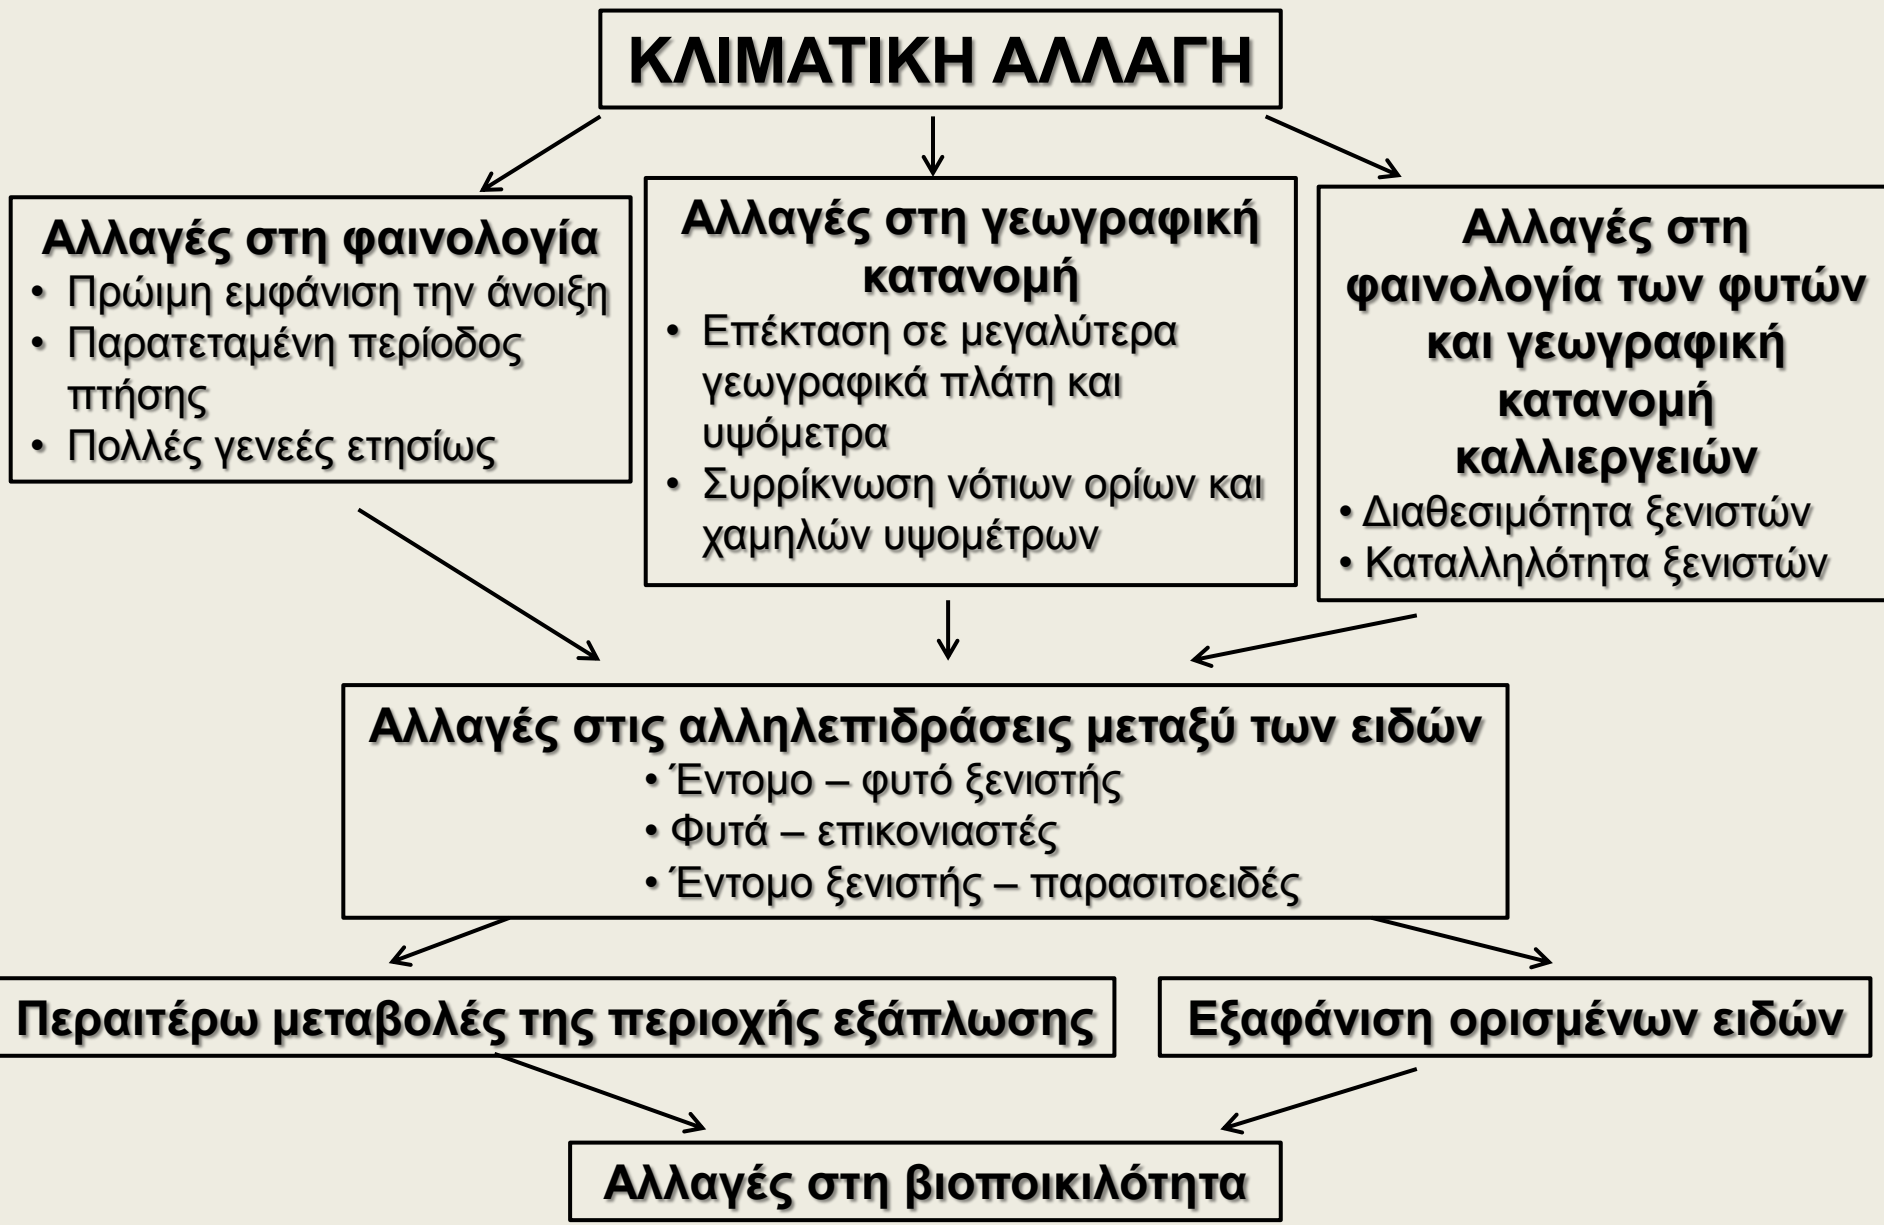 ΚΛΙΜΑΤΙΚΗ ΑΛΛΑΓΗ
Αλλαγές στη φαινολογία
• Πρώιμη εμφάνιση την άνοιξη
• Παρατεταμένη περίοδος
πτήσης
• Πολλές γενεές ετησίως
Αλλαγές στη γεωγραφική
κατανομή
• Επέκταση σε μεγαλύτερα
γεωγραφικά πλάτη και
υψόμετρα
• Συρρίκνωση νότιων ορίων και
χαμηλών υψομέτρων
Αλλαγές στη
φαινολογία των φυτών
και γεωγραφική
κατανομή
καλλιεργειών
• Διαθεσιμότητα ξενιστών
• Καταλληλότητα ξενιστών
Αλλαγές στις αλληλεπιδράσεις μεταξύ των ειδών
• Έντομο – φυτό ξενιστής
• Φυτά – επικονιαστές
• Έντομο ξενιστής – παρασιτοειδές
Περαιτέρω μεταβολές της περιοχής εξάπλωσης
Εξαφάνιση ορισμένων ειδών
Αλλαγές στη βιοποικιλότητα